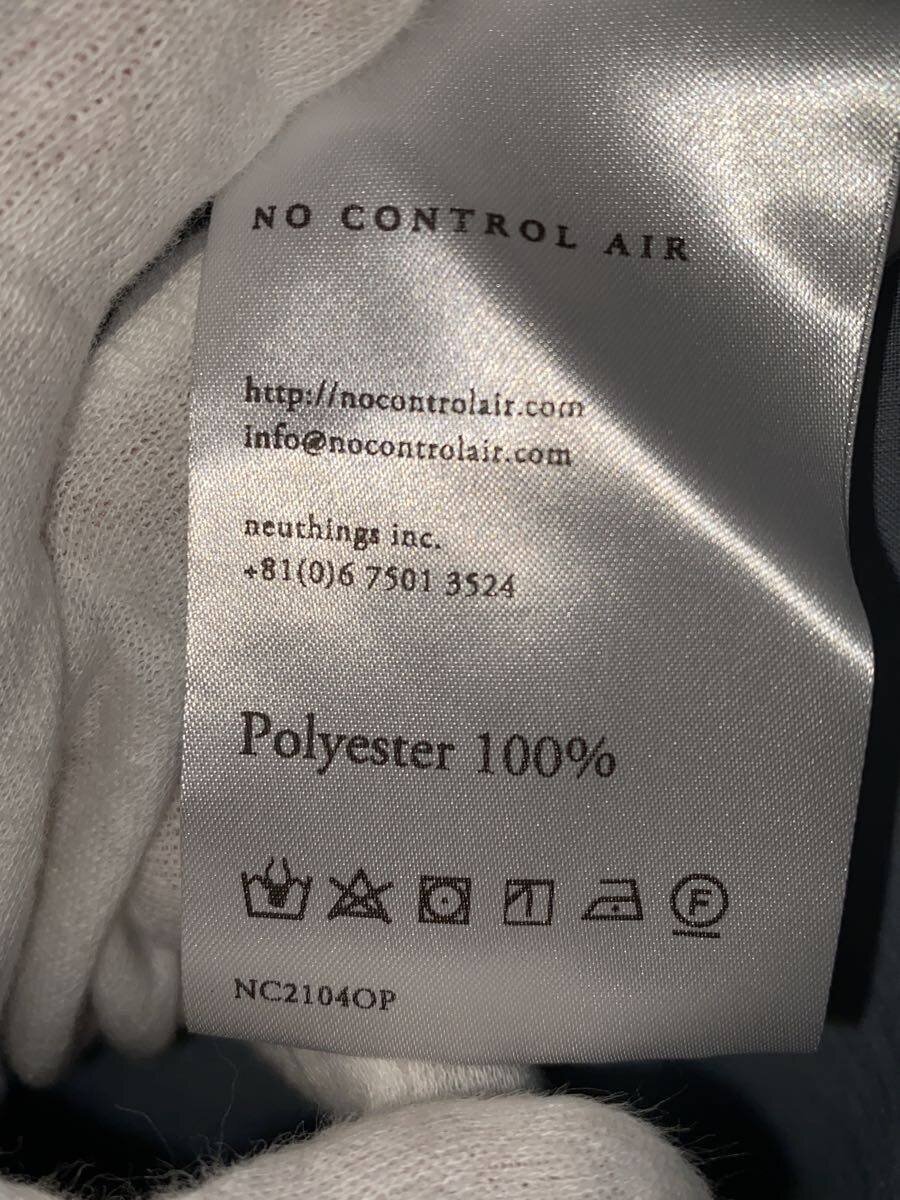 NO CONTROL AIR
http://nocontrolair.com
Info@nocontrolair.com
neuthings inc.
+81(0)6 7501 3524
Polyester 100%
F
NC2104OP